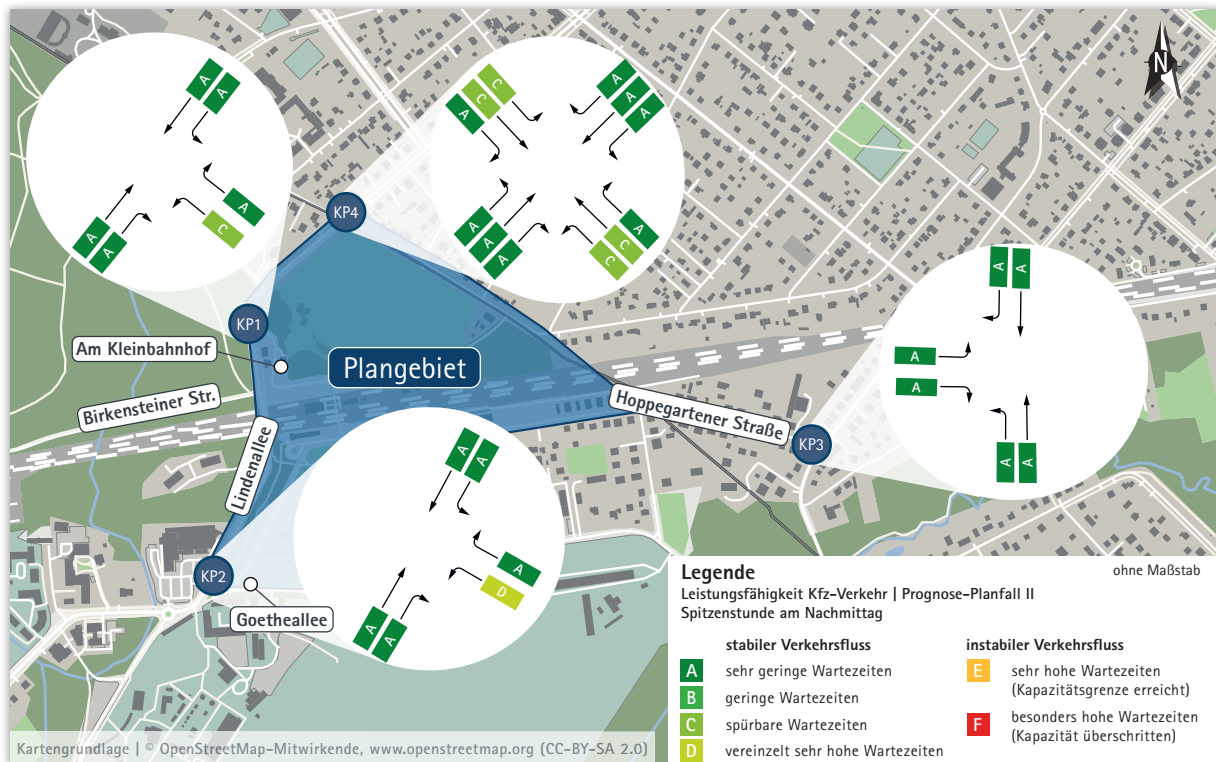 A
A
A
C
A
A
C
C
A
A
A
A
N
A
A
A
A
C
C
A
KP4
KP1
Am Kleinbahnhof
Plangebiet
Birkensteiner Str.
Lindenallee
Hoppegartener Straße
KP3
A
A
A
A
A
A
A
A
A
D
A
A
KP2
Goetheallee
Legende
ohne Maßstab
Leistungsfähigkeit Kfz-Verkehr | Prognose-Planfall II
Spitzenstunde am Nachmittag
stabiler Verkehrsfluss
A sehr geringe Wartezeiten
B geringe Wartezeiten
C spürbare Wartezeiten
D vereinzelt sehr hohe Wartezeiten
instabiler Verkehrsfluss
E sehr hohe Wartezeiten
(Kapazitätsgrenze erreicht)
F besonders hohe Wartezeiten
(Kapazität überschritten)
Kartengrundlage | © OpenStreetMap-Mitwirkende, www.openstreetmap.org (CC-BY-SA 2.0)